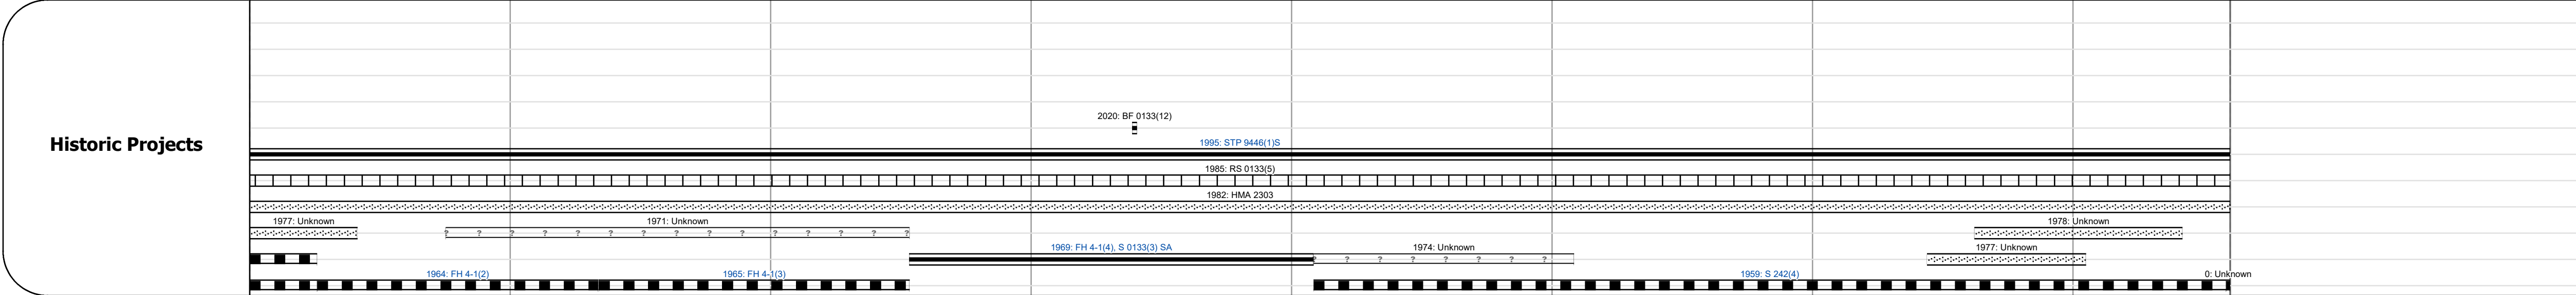 2020: BF 0133(12)
Historic Projects
1995: STP 9446(1)S
1985: RS 0133(5)
1982: HMA 2303
1977: Unknown
1971: Unknown
1978: Unknown
? ? ? ? ? ? ? ? ? ? ? ? ? ? ?
1969: FH 4-1(4), S 0133(3) SA
1974: Unknown
1977: Unknown
? ? ? ? ? ? ? ?
1964: FH 4-1(2)
1965: FH 4-1(3)
1959: S 242(4)
0: Unknown